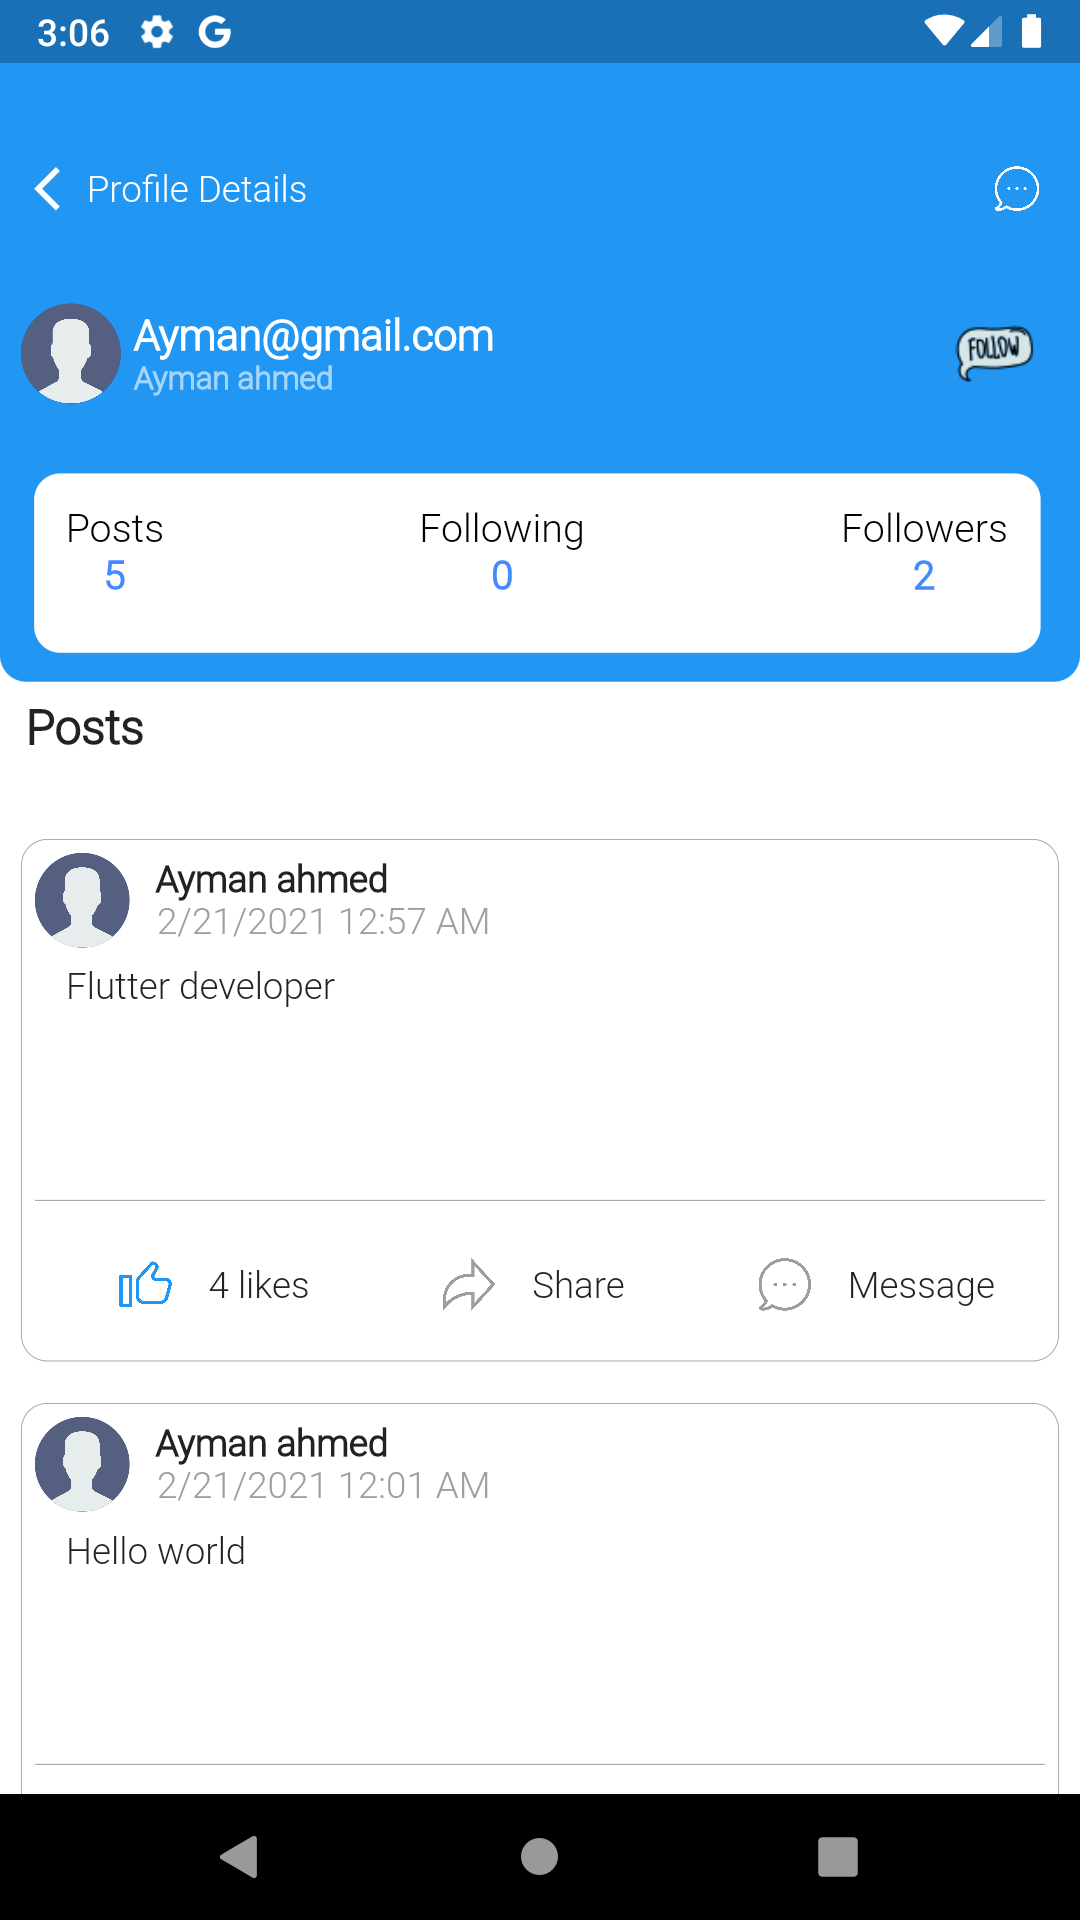 3:06
Profile Details
Ayman@gmail.com
Ayman ahmed
FOLLOW
Posts Following Followers
5 0 2
Posts
Ayman ahmed
2/21/2021 12:57 AM
Flutter developer
4 likes Share Message
Ayman ahmed
2/21/2021 12:01 AM
Hello world